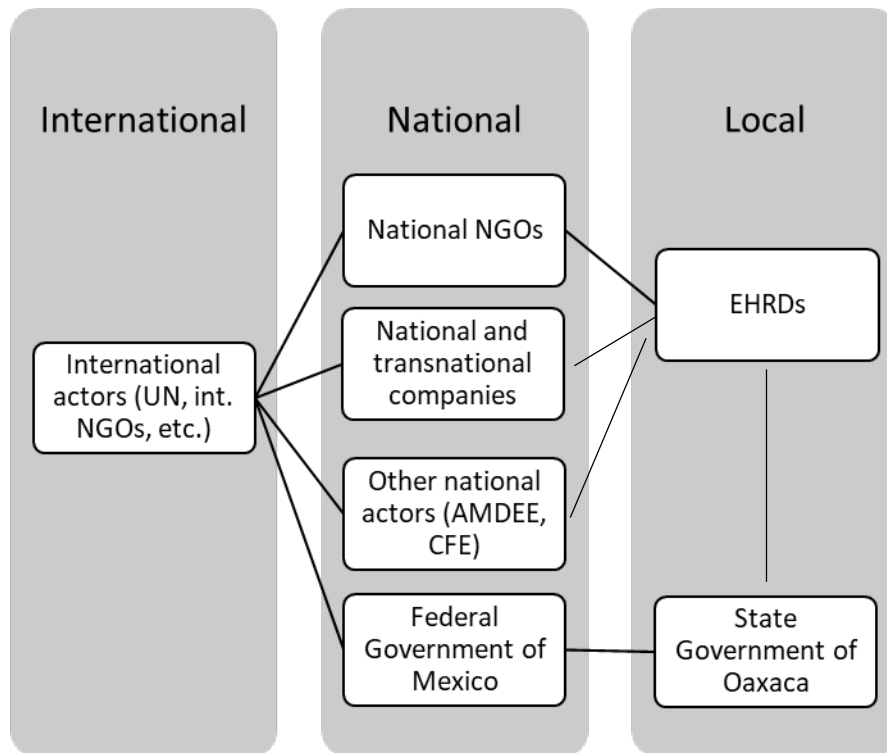 International
National
Local
International
actors (UN, int.
NGOs, etc.)
National NGOs
National and
transnational
companies
Other national
actors (AMDEE,
CFE)
Federal
Government of
Mexico
EHRDs
State
Government of
Oaxaca